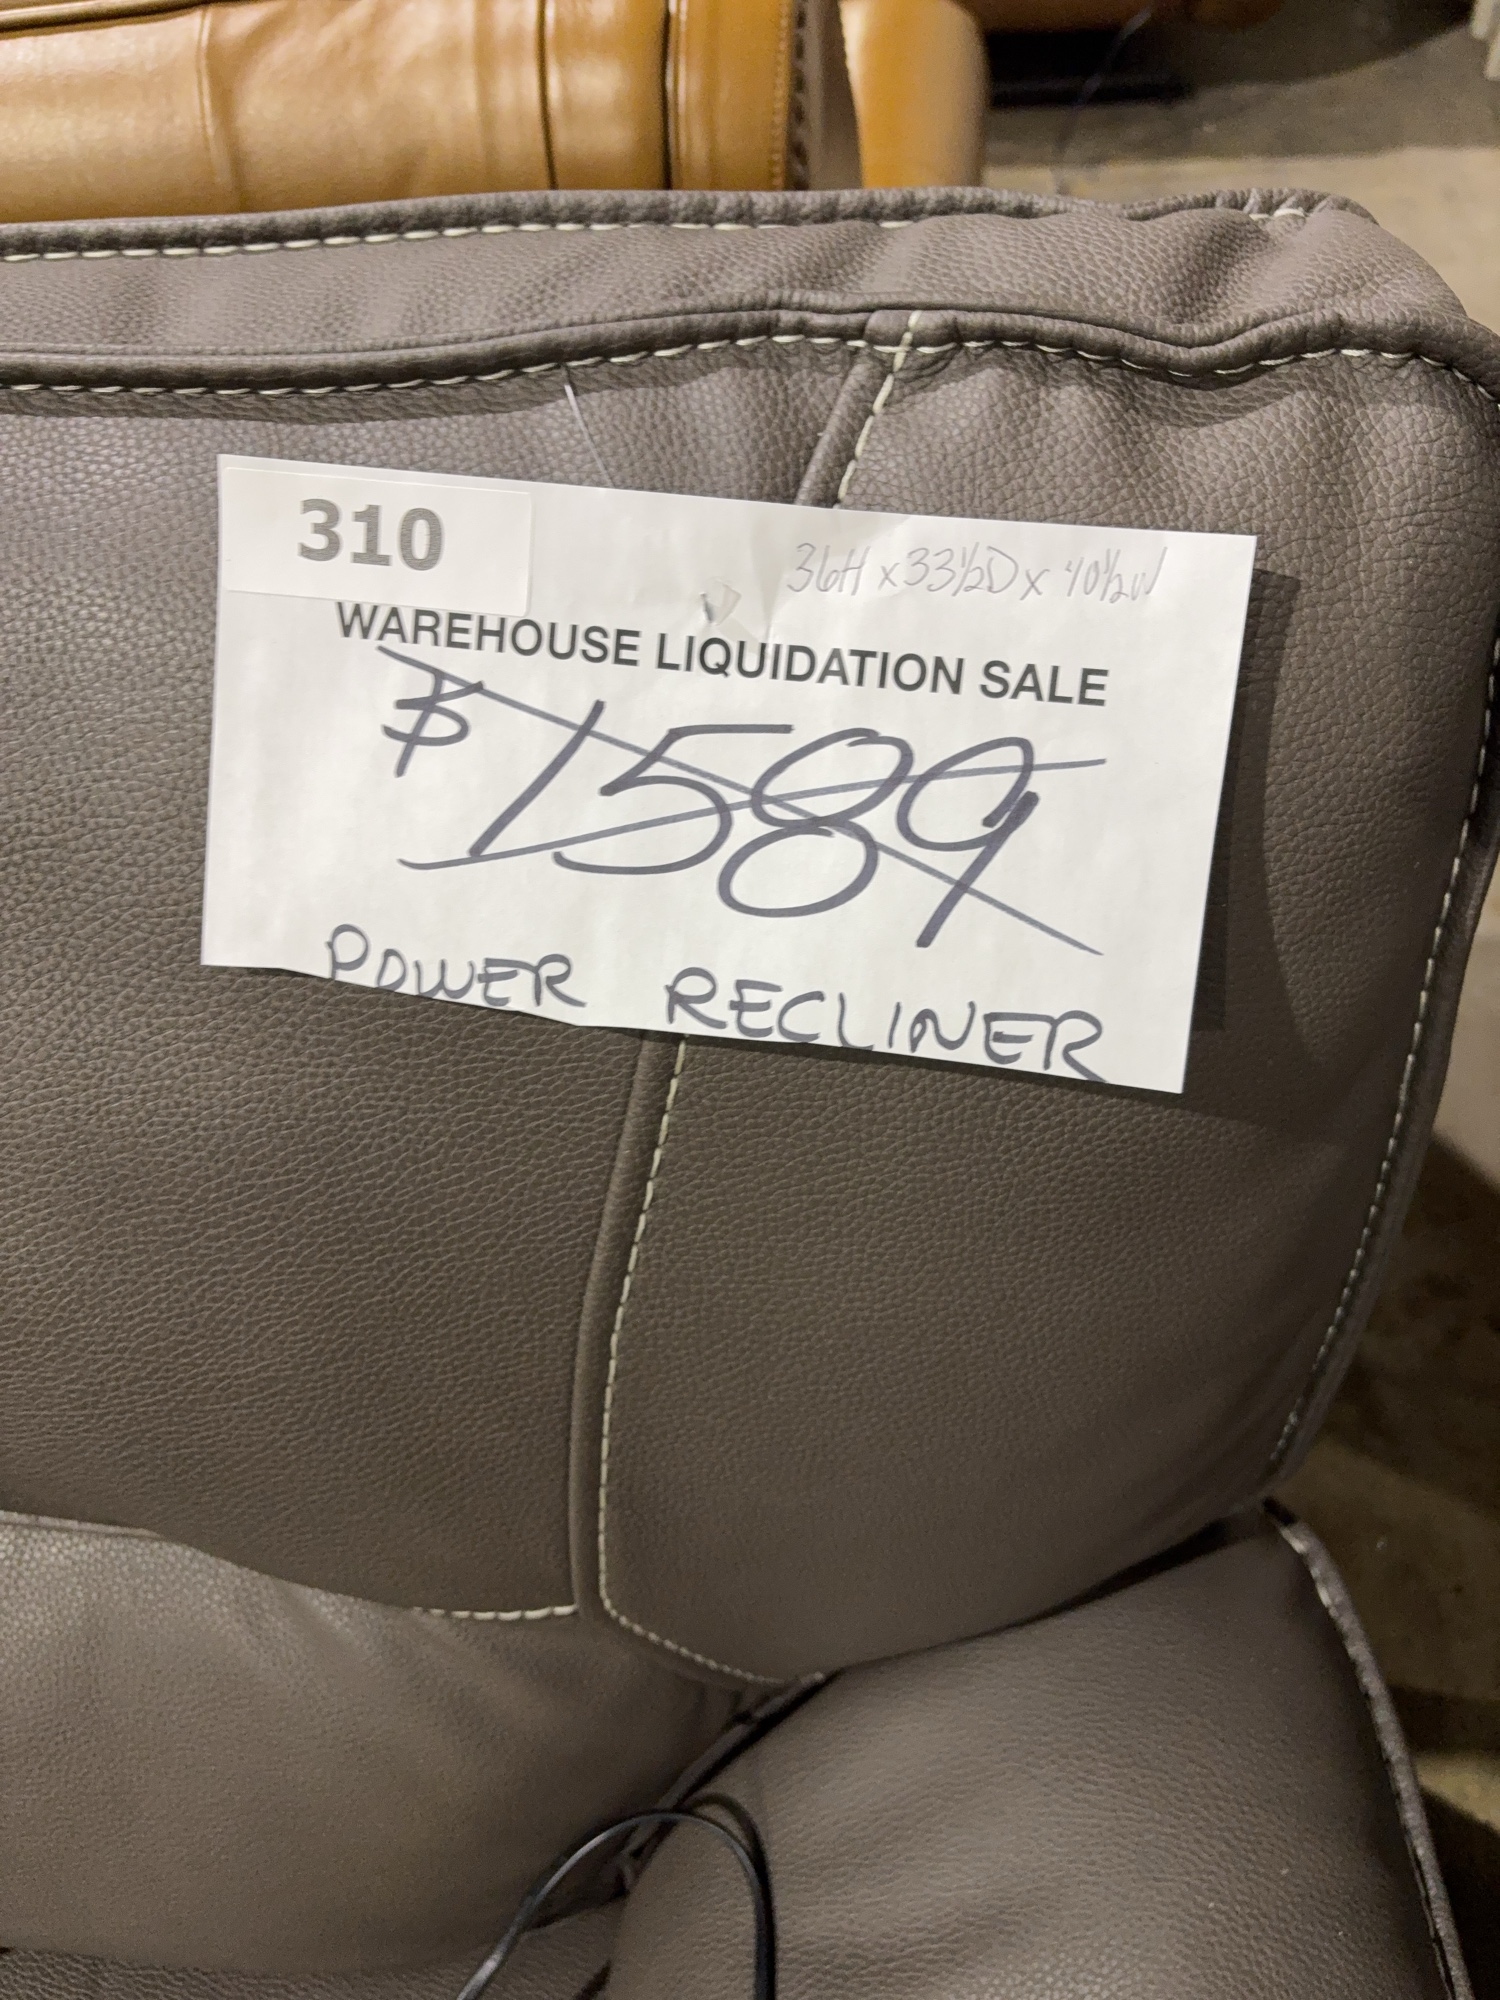 310
36H x 33½D x 40½W
WAREHOUSE LIQUIDATION SALE
$1589
POWER RECLINER